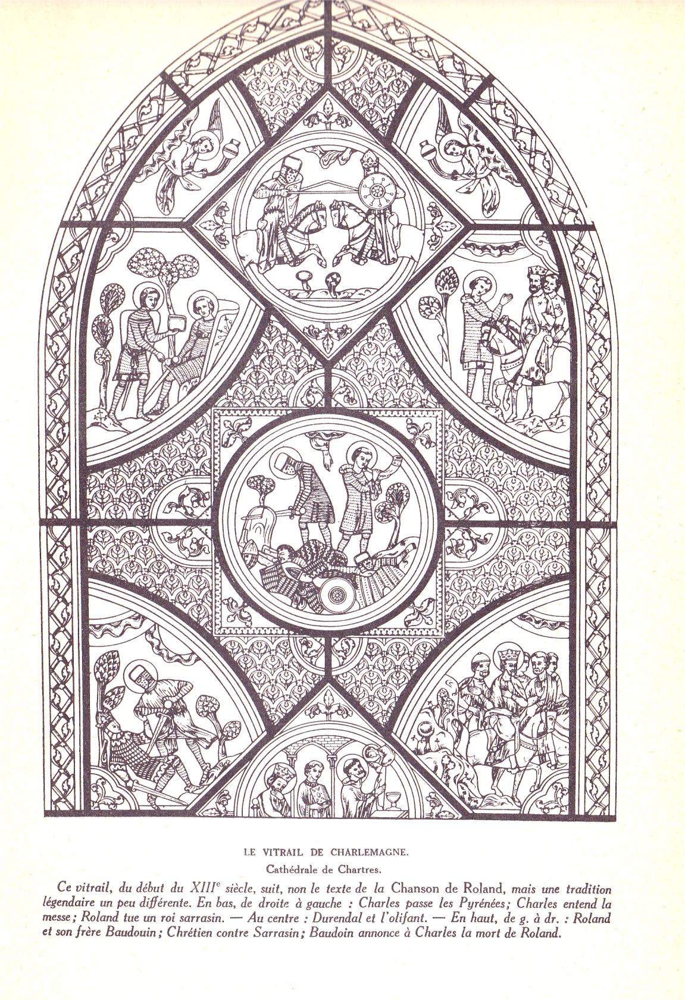 LE VITRAIL DE CHARLEMAGNE.
Cathédrale de Chartres.
Ce vitrail, du début du XIIIe siècle, suit, non le texte de la Chanson de Roland, mais une tradition
légendaire un peu différente. En bas, de droite à gauche : Charles passe les Pyrénées; Charles entend la
messe; Roland tue un roi sarrasin. — Au centre : Durendal et l'olifant. — En haut, de g. à dr. : Roland
et son frère Baudouin; Chrétien contre Sarrasin; Baudoin annonce à Charles la mort de Roland.